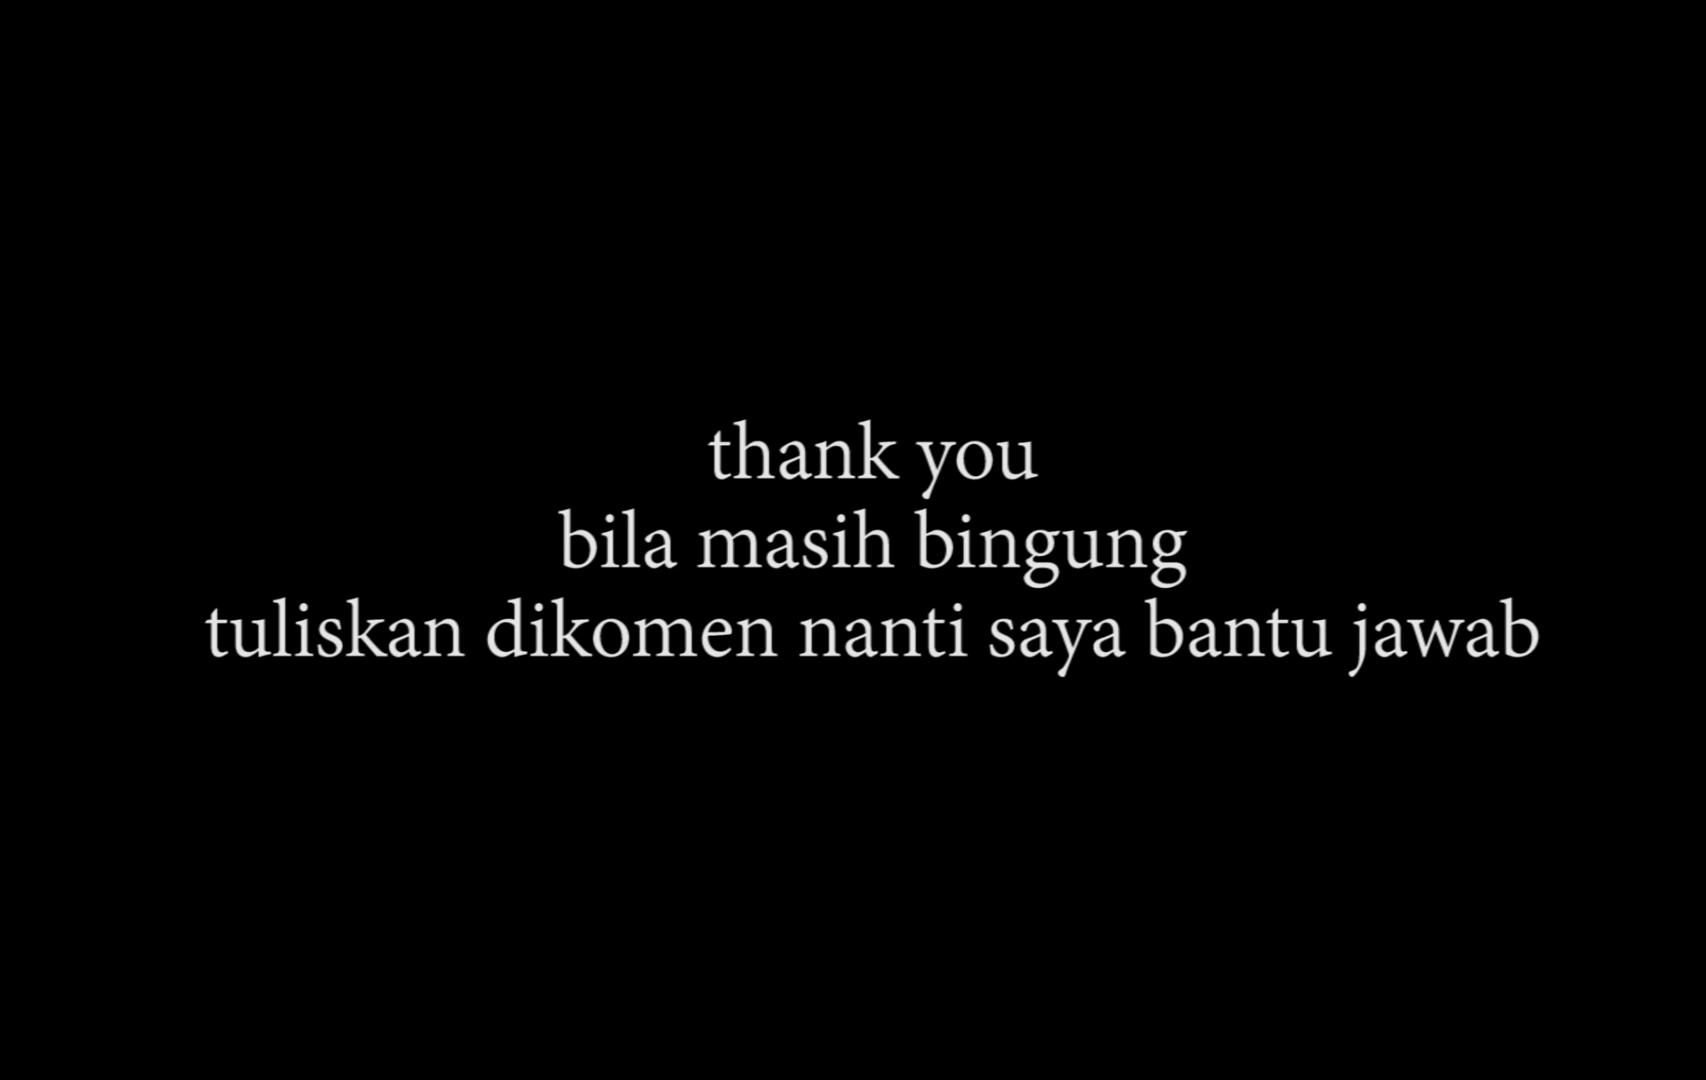 thank you
bila masih bingung
tuliskan dikomen nanti saya bantu jawab